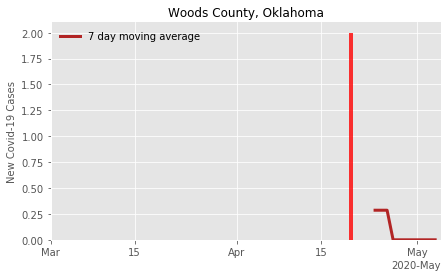 Woods County, Oklahoma
7 day moving average
New Covid-19 Cases
2.00
1.75
1.50
1.25
1.00
0.75
0.50
0.25
0.00
Mar 15 Apr 15 May
2020-May